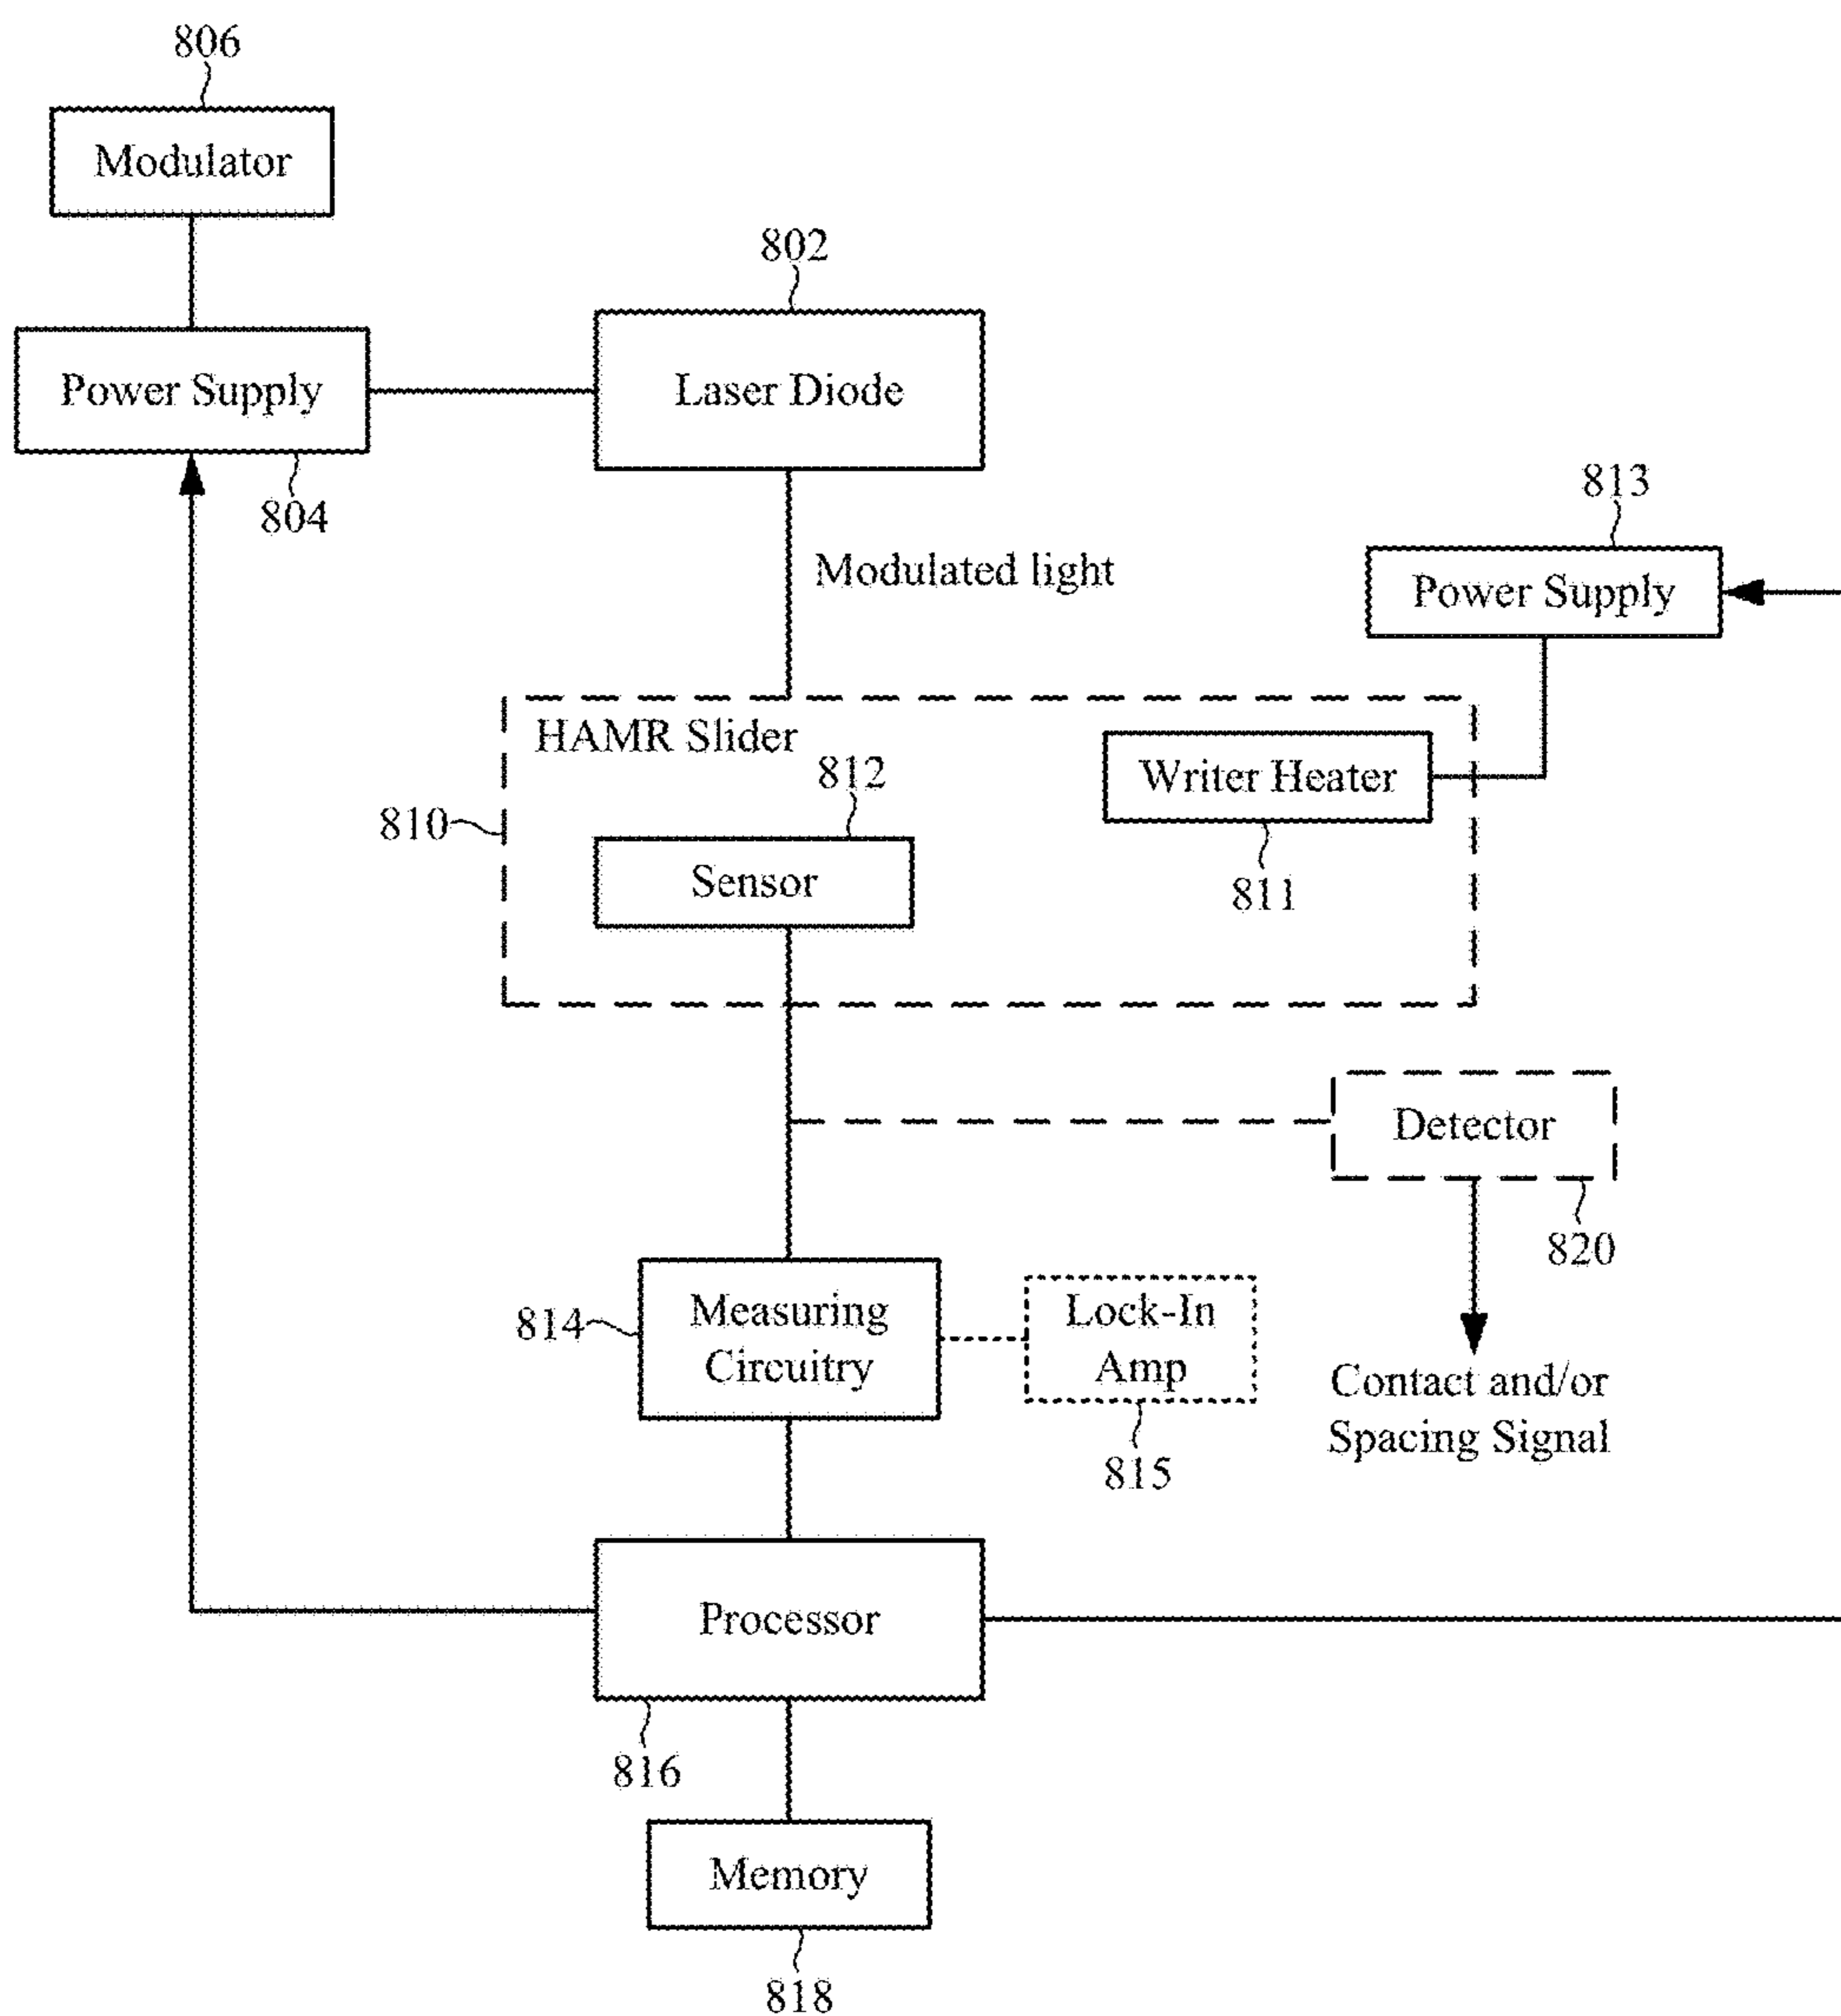 806
Modulator
802
Power Supply
Laser Diode
804
813
Modulated light
Power Supply
HAMR Slider
812
Writer Heater
810
Sensor
811
Detector
820
814
Measuring
Circuitry
Lock-In
Amp
815
Contact and/or
Spacing Signal
Processor
816
Memory
818